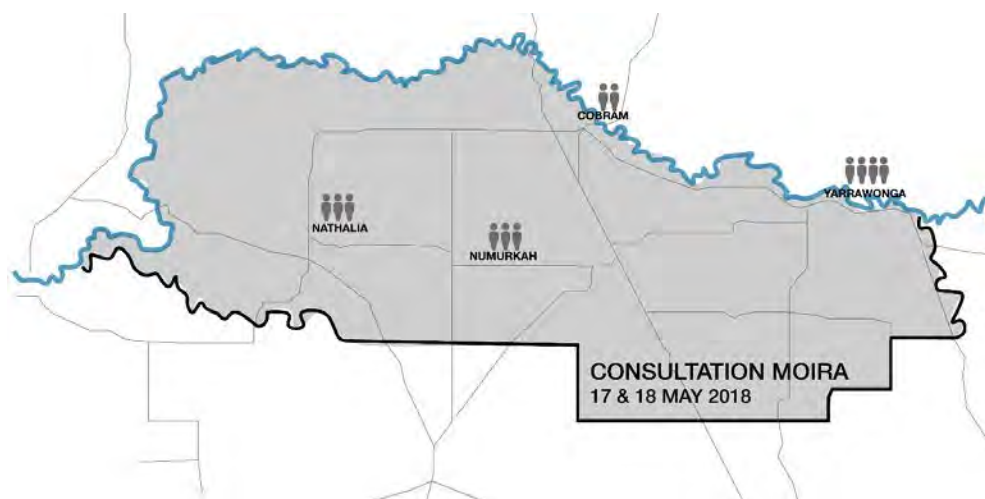 COBRAM
YARRAWONGA
NATHALIA
NUMURKAH
CONSULTATION MOIRA
17 & 18 MAY 2018